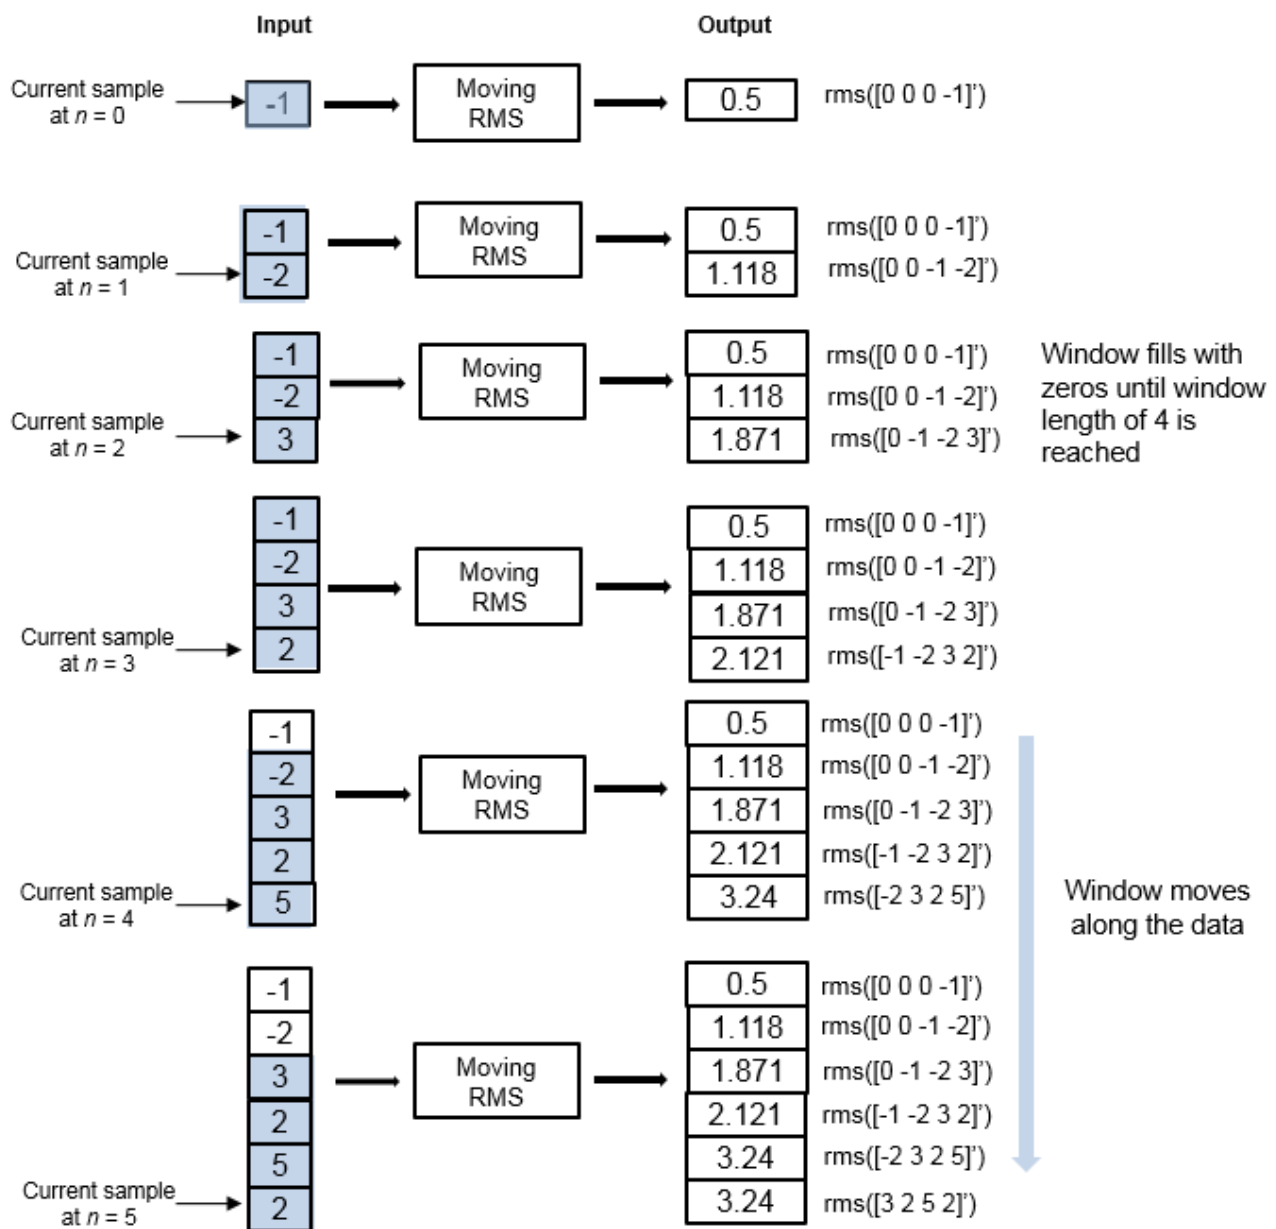 Input
Output
Current sample
at n = 0
-1
Moving
RMS
0.5
rms([0 0 0 -1]')
Current sample
at n = 1
-1
-2
Moving
RMS
0.5
1.118
rms([0 0 0 -1]')
rms([0 0 -1 -2]')
Current sample
at n = 2
-1
-2
3
Moving
RMS
0.5
1.118
1.871
rms([0 0 0 -1]')
rms([0 0 -1 -2]')
rms([0 -1 -2 3]')
Window fills with
zeros until window
length of 4 is
reached
Current sample
at n = 3
-1
-2
3
2
Moving
RMS
0.5
1.118
1.871
2.121
rms([0 0 0 -1]')
rms([0 0 -1 -2]')
rms([0 -1 -2 3]')
rms([-1 -2 3 2]')
Current sample
at n = 4
-1
-2
3
2
5
Moving
RMS
0.5
1.118
1.871
2.121
3.24
rms([0 0 0 -1]')
rms([0 0 -1 -2]')
rms([0 -1 -2 3]')
rms([-1 -2 3 2]')
rms([-2 3 2 5]')
Window moves
along the data
Current sample
at n = 5
-1
-2
3
2
5
2
Moving
RMS
0.5
1.118
1.871
2.121
3.24
3.24
rms([0 0 0 -1]')
rms([0 0 -1 -2]')
rms([0 -1 -2 3]')
rms([-1 -2 3 2]')
rms([-2 3 2 5]')
rms([3 2 5 2]')